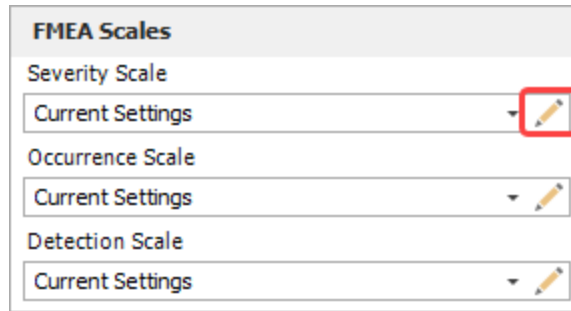 FMEA Scales
Severity Scale
Current Settings
Occurrence Scale
Current Settings
Detection Scale
Current Settings